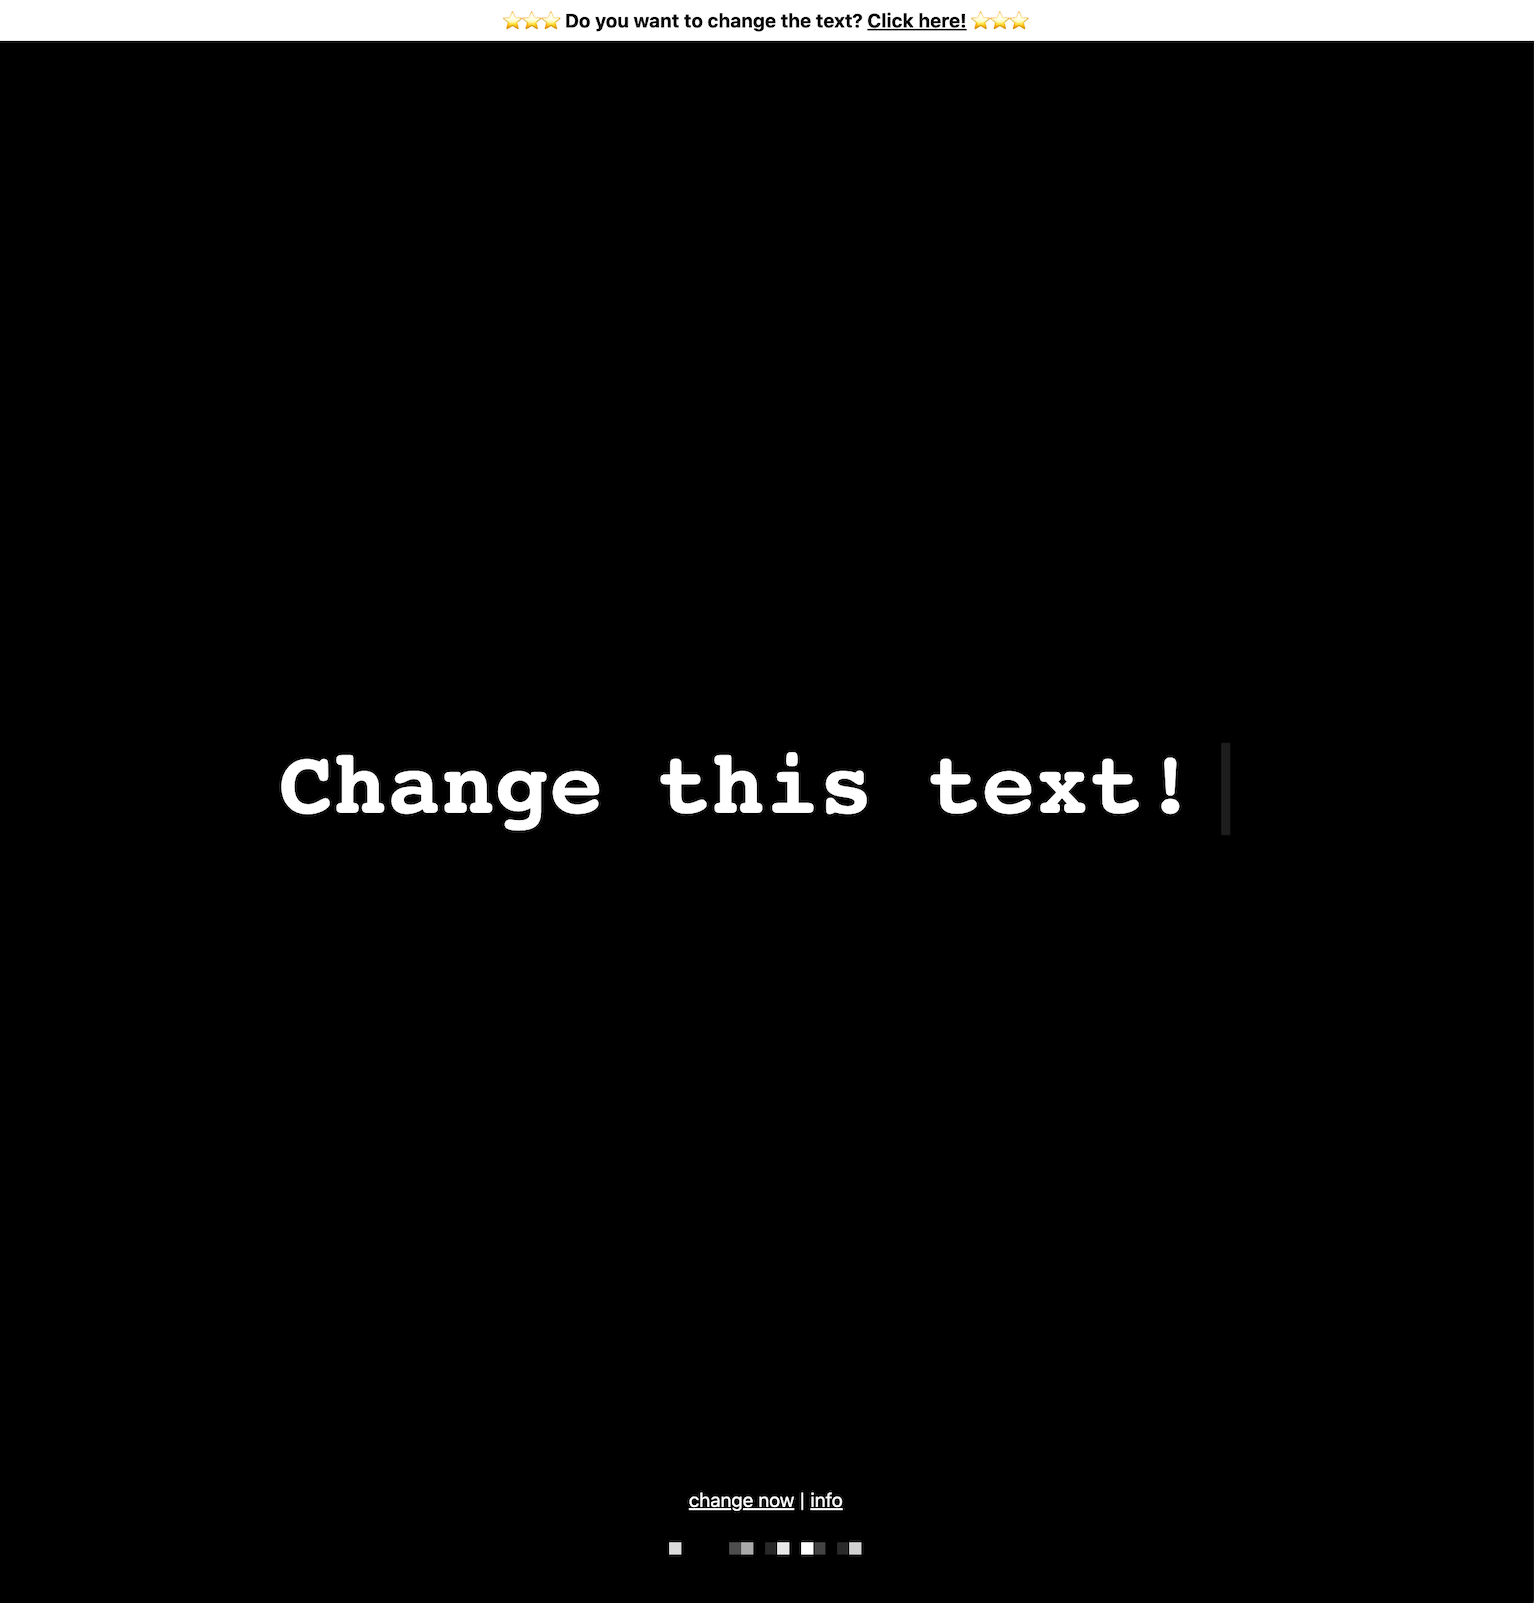 ⭐⭐⭐ Do you want to change the text? Click here! ⭐⭐⭐
Change this text!
change now | info